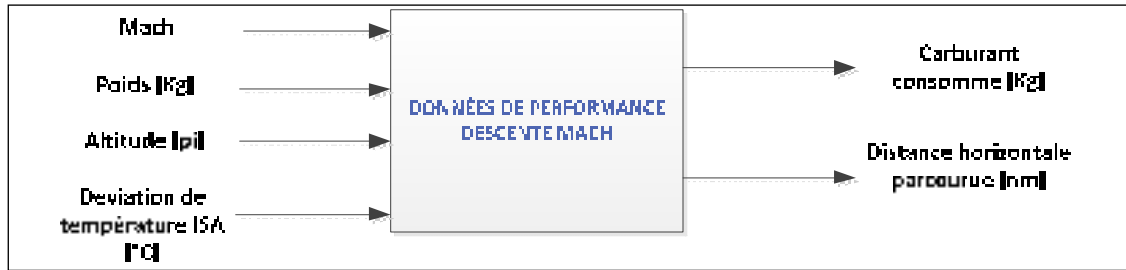 Mach
Poids [Kg]
Altitude [pi]
Deviation de
température ISA
[°C]
DONNÉES DE PERFORMANCE
DESCENTE MACH
Carburant
consomme [Kg]
Distance horizontale
parcourue [nm]